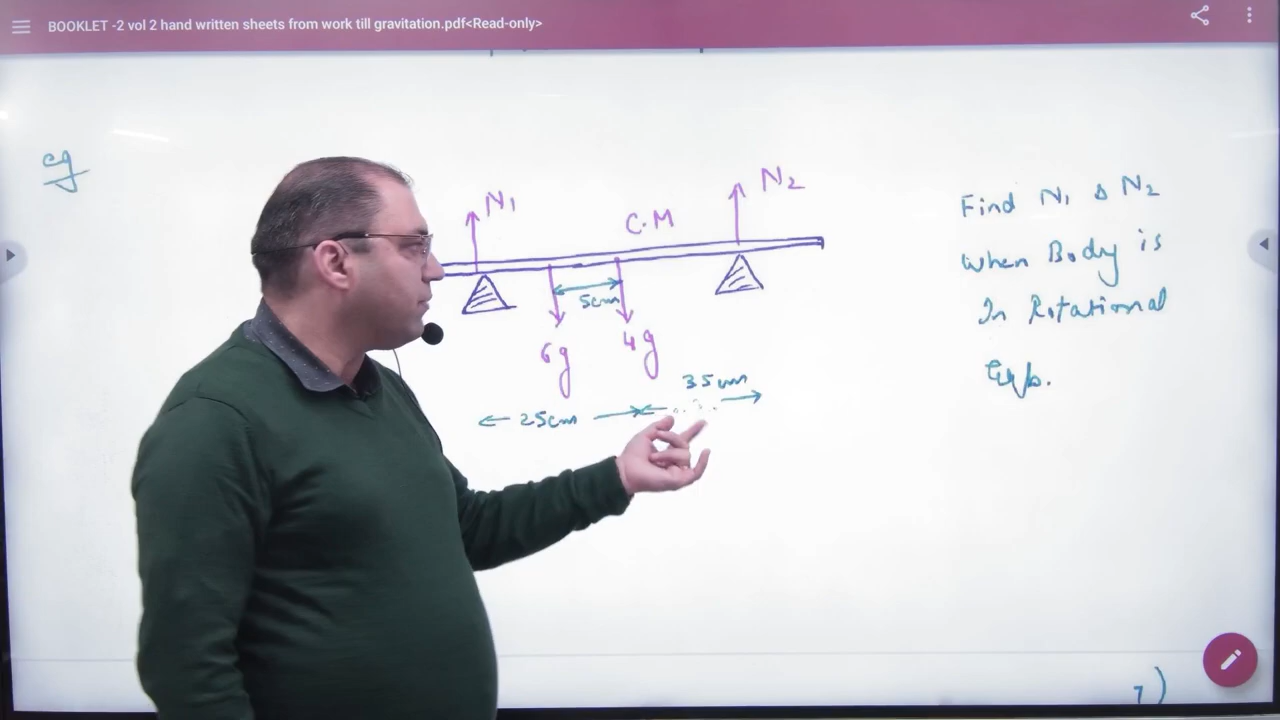 BOOKLET -2 vol 2 hand written sheets from work till gravitation.pdf<Read-only>
eg
N₁
C.M
N₂
5cm
6g
4g
25cm
35cm
Find N₁ & N₂
When Body is
In Rotational
Eqb.
7)